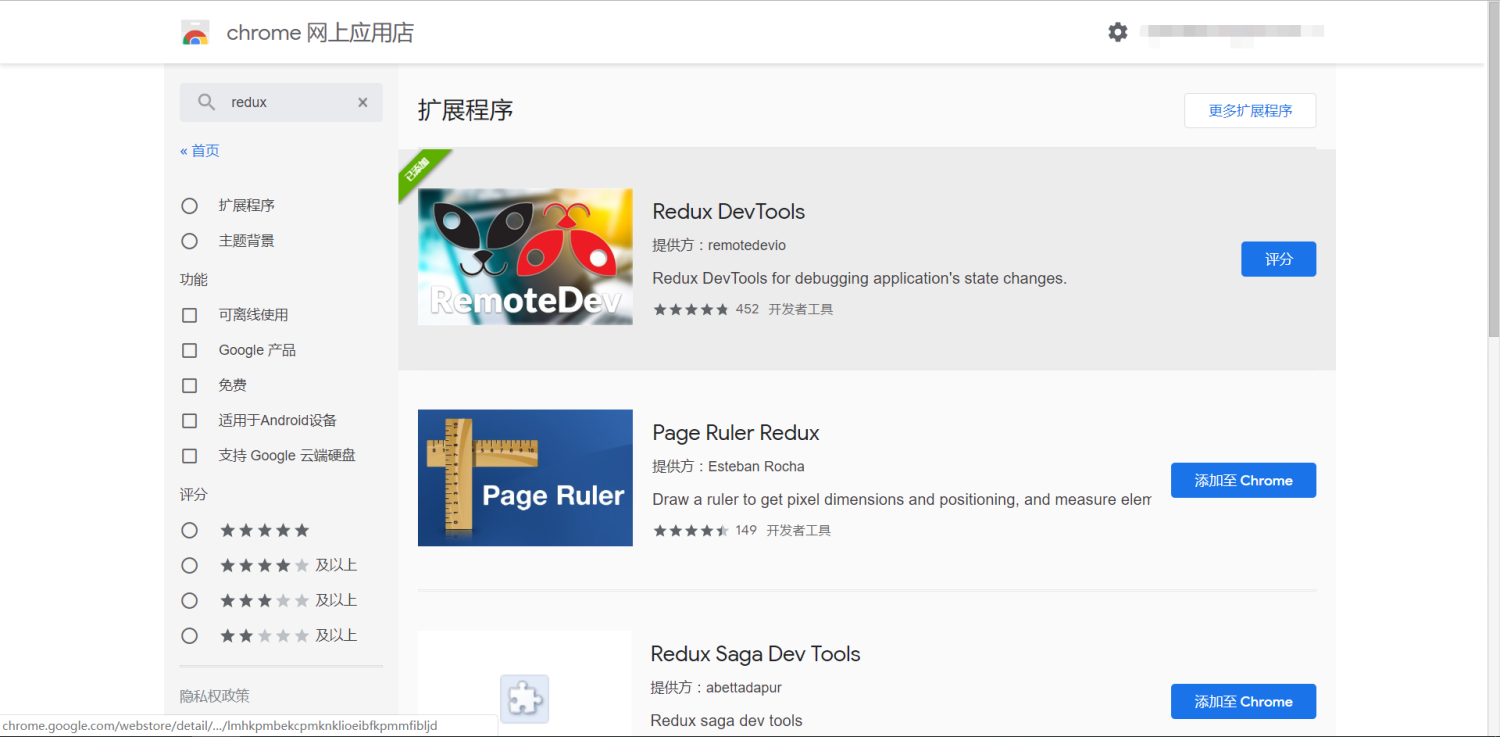 chrome 网上应用店
redux
« 首页
扩展程序
主题背景
功能
可离线使用
Google 产品
免费
适用于Android设备
支持 Google 云端硬盘
评分
及以上
及以上
及以上
隐私权政策
扩展程序
更多扩展程序
已添加
RemoteDev
Redux DevTools
提供方：remotedevio
Redux DevTools for debugging application's state changes.
452 开发者工具
评分
Page Ruler
Page Ruler Redux
提供方：Esteban Rocha
Draw a ruler to get pixel dimensions and positioning, and measure elem
149 开发者工具
添加至 Chrome
Redux Saga Dev Tools
提供方：abettadapur
Redux saga dev tools
添加至 Chrome
chrome.google.com/webstore/detail/.../lmhkpmbekcpmknklioeibfkpmmfibljd